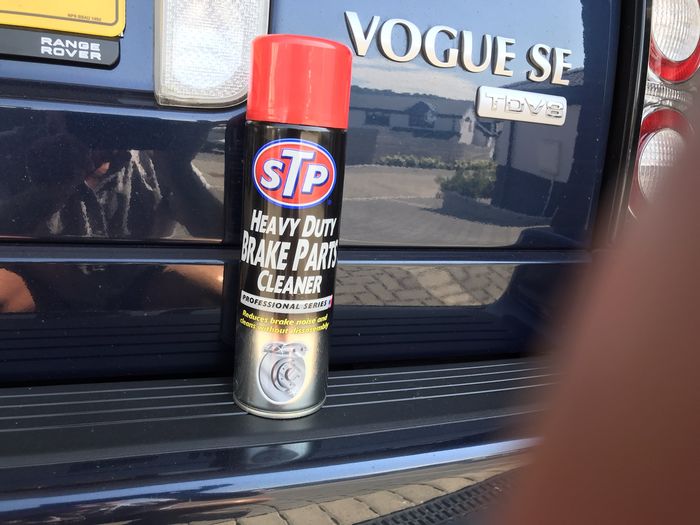 RANGE
ROVER
VOGUE SE
TDV8
STP
HEAVY DUTY
BRAKE PARTS
CLEANER
PROFESSIONAL SERIES
Reduces brake noise and
cleans without disassembly